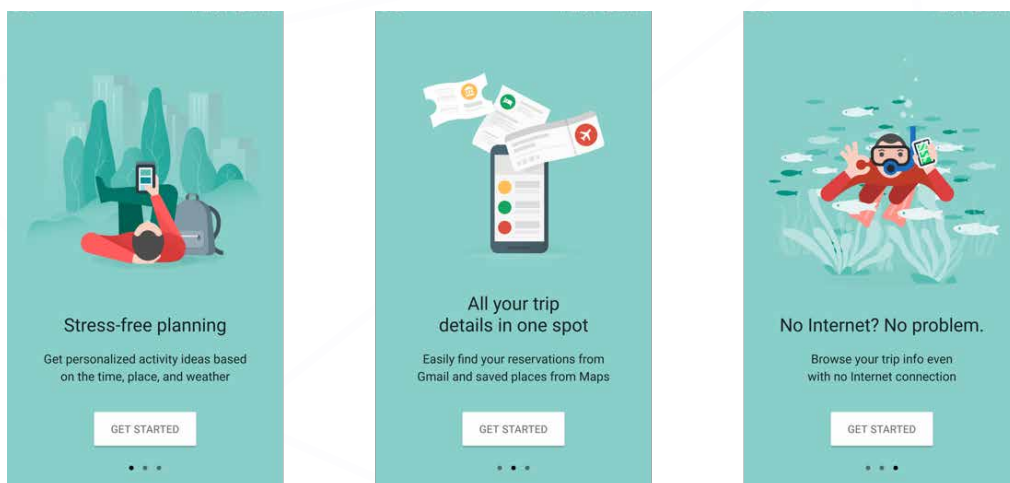 Stress-free planning
Get personalized activity ideas based
on the time, place, and weather
GET STARTED
All your trip
details in one spot
Easily find your reservations from
Gmail and saved places from Maps
GET STARTED
No Internet? No problem.
Browse your trip info even
with no Internet connection
GET STARTED